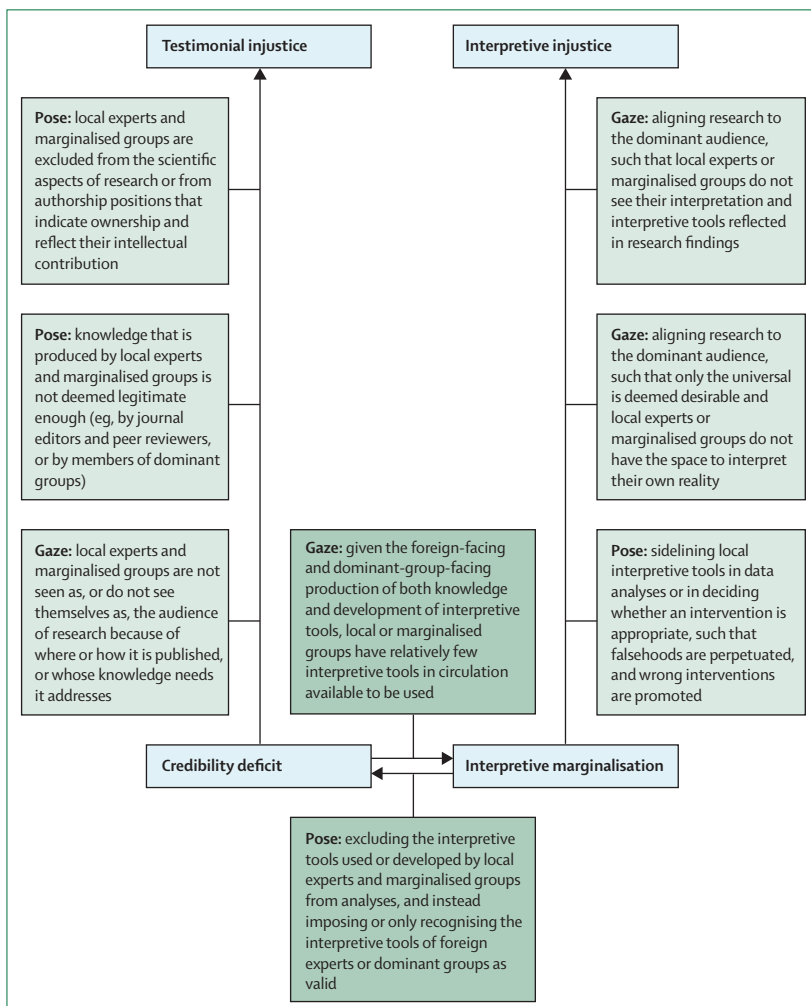 Testimonial injustice
Interpretive injustice
Pose: local experts and
marginalised groups are
excluded from the scientific
aspects of research or from
authorship positions that
indicate ownership and
reflect their intellectual
contribution
Gaze: aligning research to
the dominant audience,
such that local experts or
marginalised groups do not
see their interpretation and
interpretive tools reflected
in research findings
Pose: knowledge that is
produced by local experts
and marginalised groups is
not deemed legitimate
enough (eg, by journal
editors and peer reviewers,
or by members of dominant
groups)
Gaze: aligning research to
the dominant audience,
such that only the universal
is deemed desirable and
local experts or
marginalised groups do not
have the space to interpret
their own reality
Gaze: local experts and
marginalised groups are not
seen as, or do not see
themselves as, the audience
of research because of
where or how it is published,
or whose knowledge needs
it addresses
Gaze: given the foreign-facing
and dominant-group-facing
production of both knowledge
and development of interpretive
tools, local or marginalised
groups have relatively few
interpretive tools in circulation
available to be used
Pose: sidelining local
interpretive tools in data
analyses or in deciding
whether an intervention is
appropriate, such that
falsehoods are perpetuated,
and wrong interventions
are promoted
Credibility deficit
Interpretive marginalisation
Pose: excluding the interpretive
tools used or developed by local
experts and marginalised groups
from analyses, and instead
imposing or only recognising the
interpretive tools of foreign
experts or dominant groups as
valid